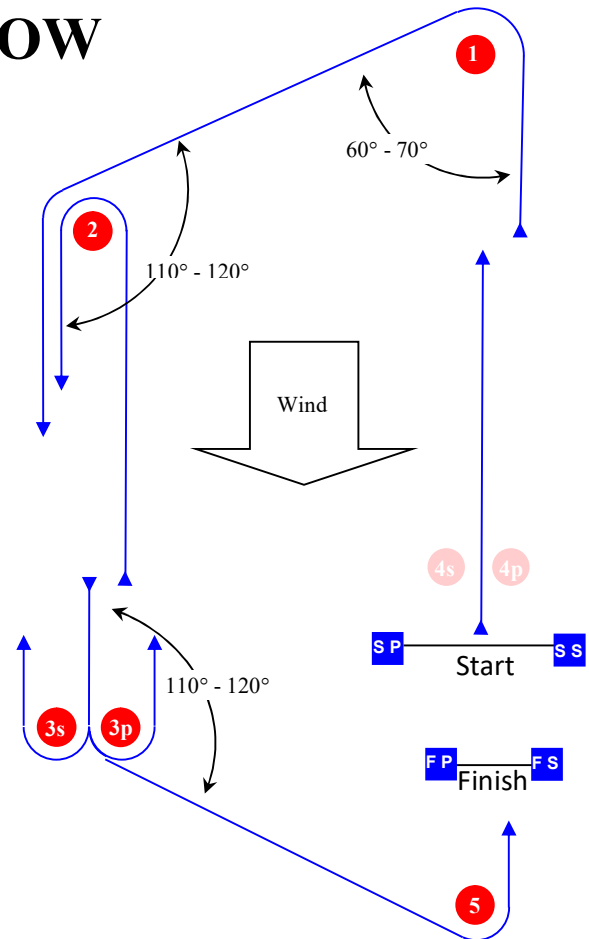 OW
1
60° - 70°
2
110° - 120°
Wind
4s 4p
S P S S
Start
110° - 120°
3s 3p
F P F S
Finish
5